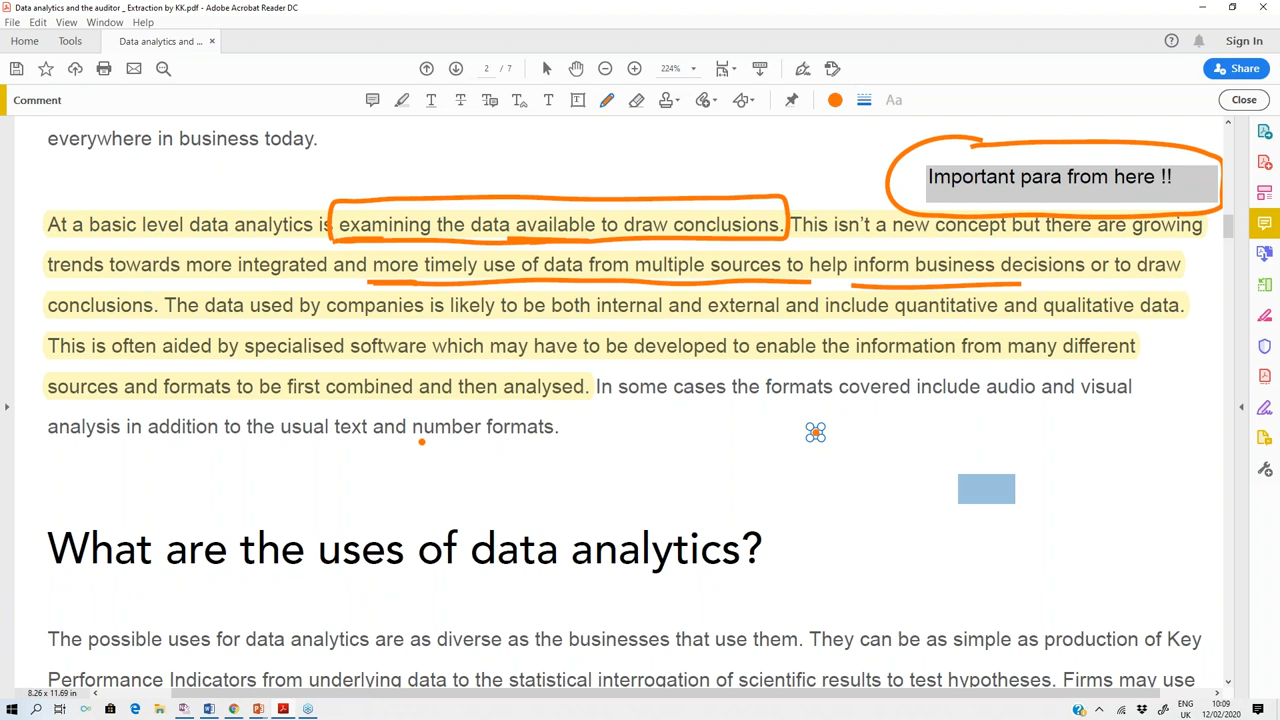 Data analytics and the auditor _ Extraction by KK.pdf - Adobe Acrobat Reader DC
File Edit View Window Help
Home Tools Data analytics and ... × Sign In
2 / 7 224% Share
Comment Aa Close
everywhere in business today.
Important para from here !!
At a basic level data analytics is examining the data available to draw conclusions. This isn’t a new concept but there are growing
trends towards more integrated and more timely use of data from multiple sources to help inform business decisions or to draw
conclusions. The data used by companies is likely to be both internal and external and include quantitative and qualitative data.
This is often aided by specialised software which may have to be developed to enable the information from many different
sources and formats to be first combined and then analysed. In some cases the formats covered include audio and visual
analysis in addition to the usual text and number formats.
What are the uses of data analytics?
The possible uses for data analytics are as diverse as the businesses that use them. They can be as simple as production of Key
Performance Indicators from underlying data to the statistical interrogation of scientific results to test hypotheses. Firms may use
8.26 x 11.69 in
ENG 10:09
UK 12/02/2020